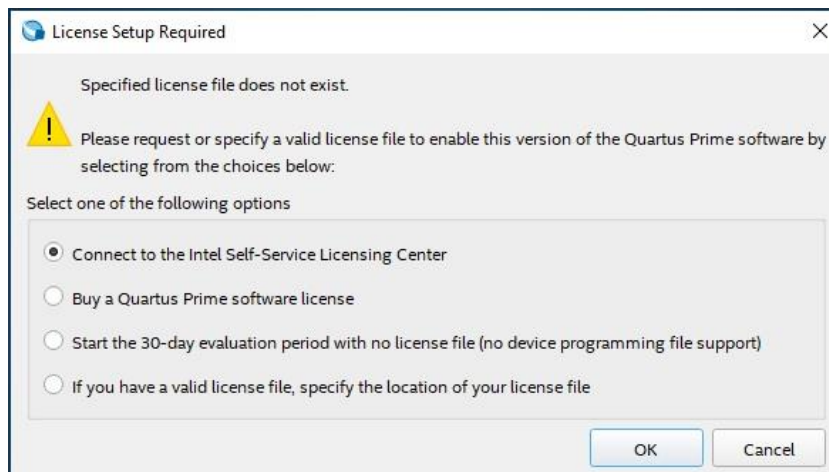 License Setup Required
Specified license file does not exist.
Please request or specify a valid license file to enable this version of the Quartus Prime software by
selecting from the choices below:
Select one of the following options
Connect to the Intel Self-Service Licensing Center
Buy a Quartus Prime software license
Start the 30-day evaluation period with no license file (no device programming file support)
If you have a valid license file, specify the location of your license file
OK
Cancel